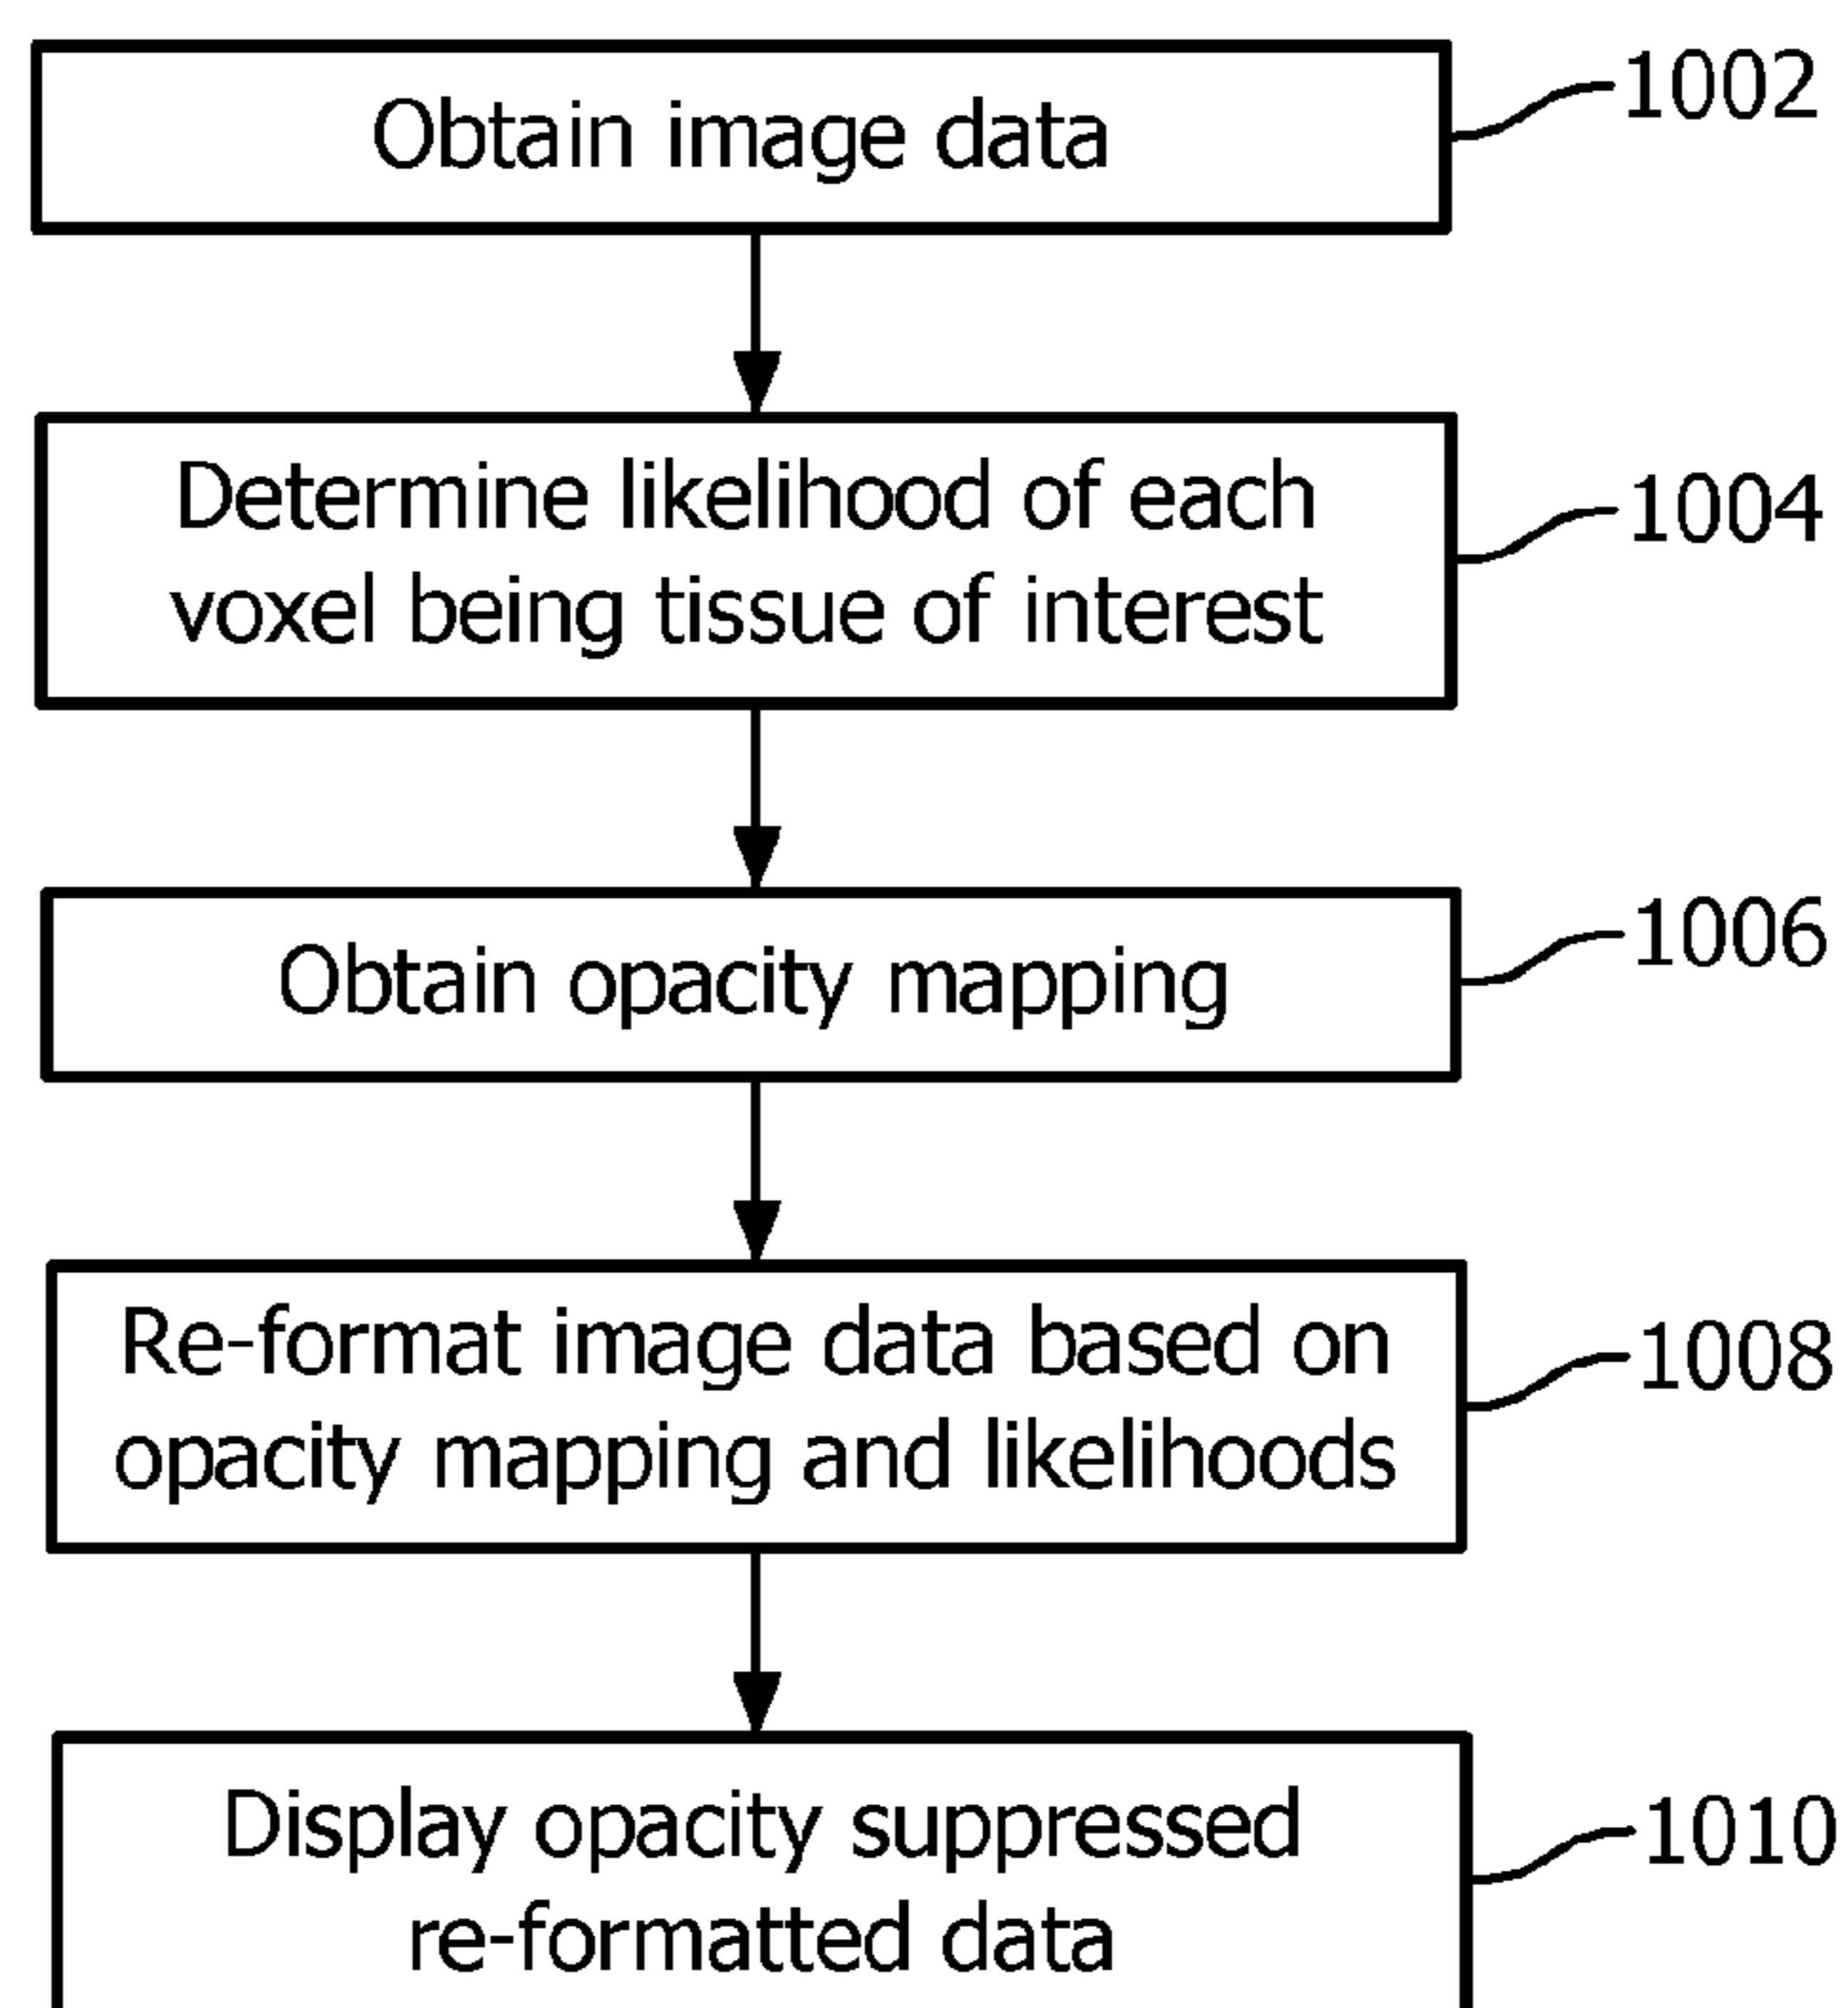 Obtain image data
1002
Determine likelihood of each
voxel being tissue of interest
1004
Obtain opacity mapping
1006
Re-format image data based on
opacity mapping and likelihoods
1008
Display opacity suppressed
re-formatted data
1010